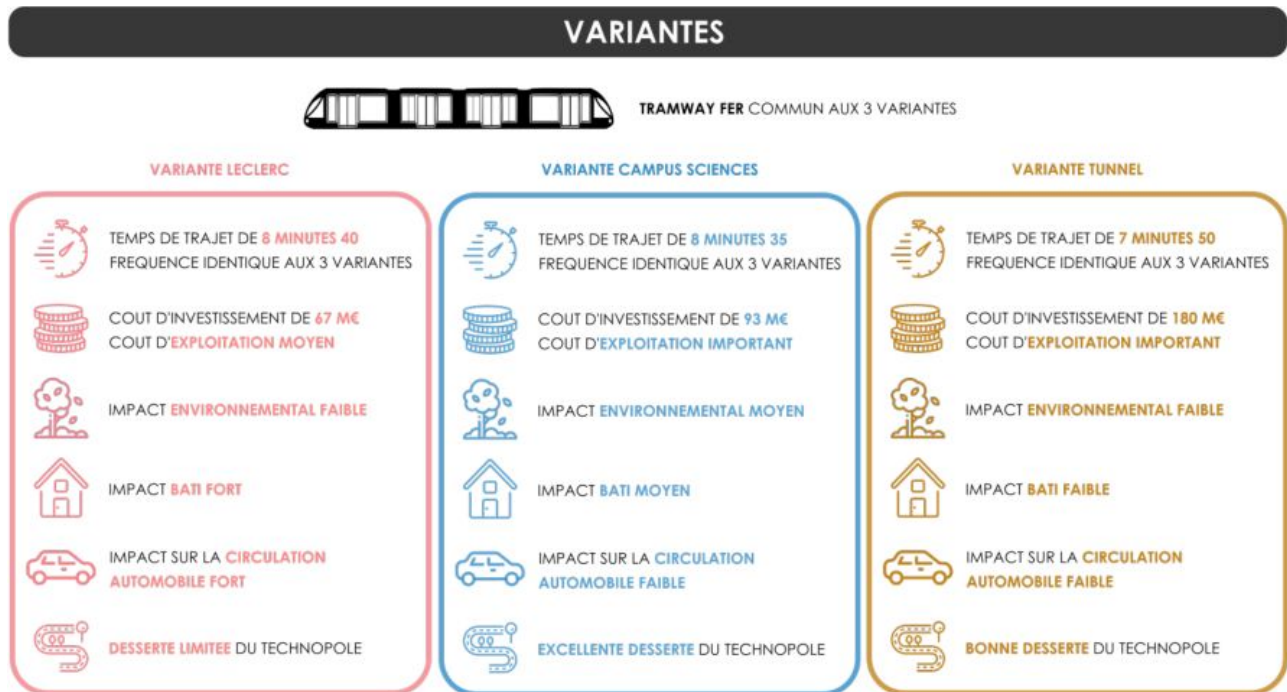 VARIANTES
TRAMWAY FER COMMUN AUX 3 VARIANTES
VARIANTE LECLERC
TEMPS DE TRAJET DE 8 MINUTES 40
FREQUENCE IDENTIQUE AUX 3 VARIANTES
COUT D'INVESTISSEMENT DE 67 M€
COUT D'EXPLOITATION MOYEN
IMPACT ENVIRONNEMENTAL FAIBLE
IMPACT BATI FORT
IMPACT SUR LA CIRCULATION
AUTOMOBILE FORT
DESSERTE LIMITEE DU TECHNOPOLE
VARIANTE CAMPUS SCIENCES
TEMPS DE TRAJET DE 8 MINUTES 35
FREQUENCE IDENTIQUE AUX 3 VARIANTES
COUT D'INVESTISSEMENT DE 93 M€
COUT D'EXPLOITATION IMPORTANT
IMPACT ENVIRONNEMENTAL MOYEN
IMPACT BATI MOYEN
IMPACT SUR LA CIRCULATION
AUTOMOBILE FAIBLE
EXCELLENTE DESSERTE DU TECHNOPOLE
VARIANTE TUNNEL
TEMPS DE TRAJET DE 7 MINUTES 50
FREQUENCE IDENTIQUE AUX 3 VARIANTES
COUT D'INVESTISSEMENT DE 180 M€
COUT D'EXPLOITATION IMPORTANT
IMPACT ENVIRONNEMENTAL FAIBLE
IMPACT BATI FAIBLE
IMPACT SUR LA CIRCULATION
AUTOMOBILE FAIBLE
BONNE DESSERTE DU TECHNOPOLE